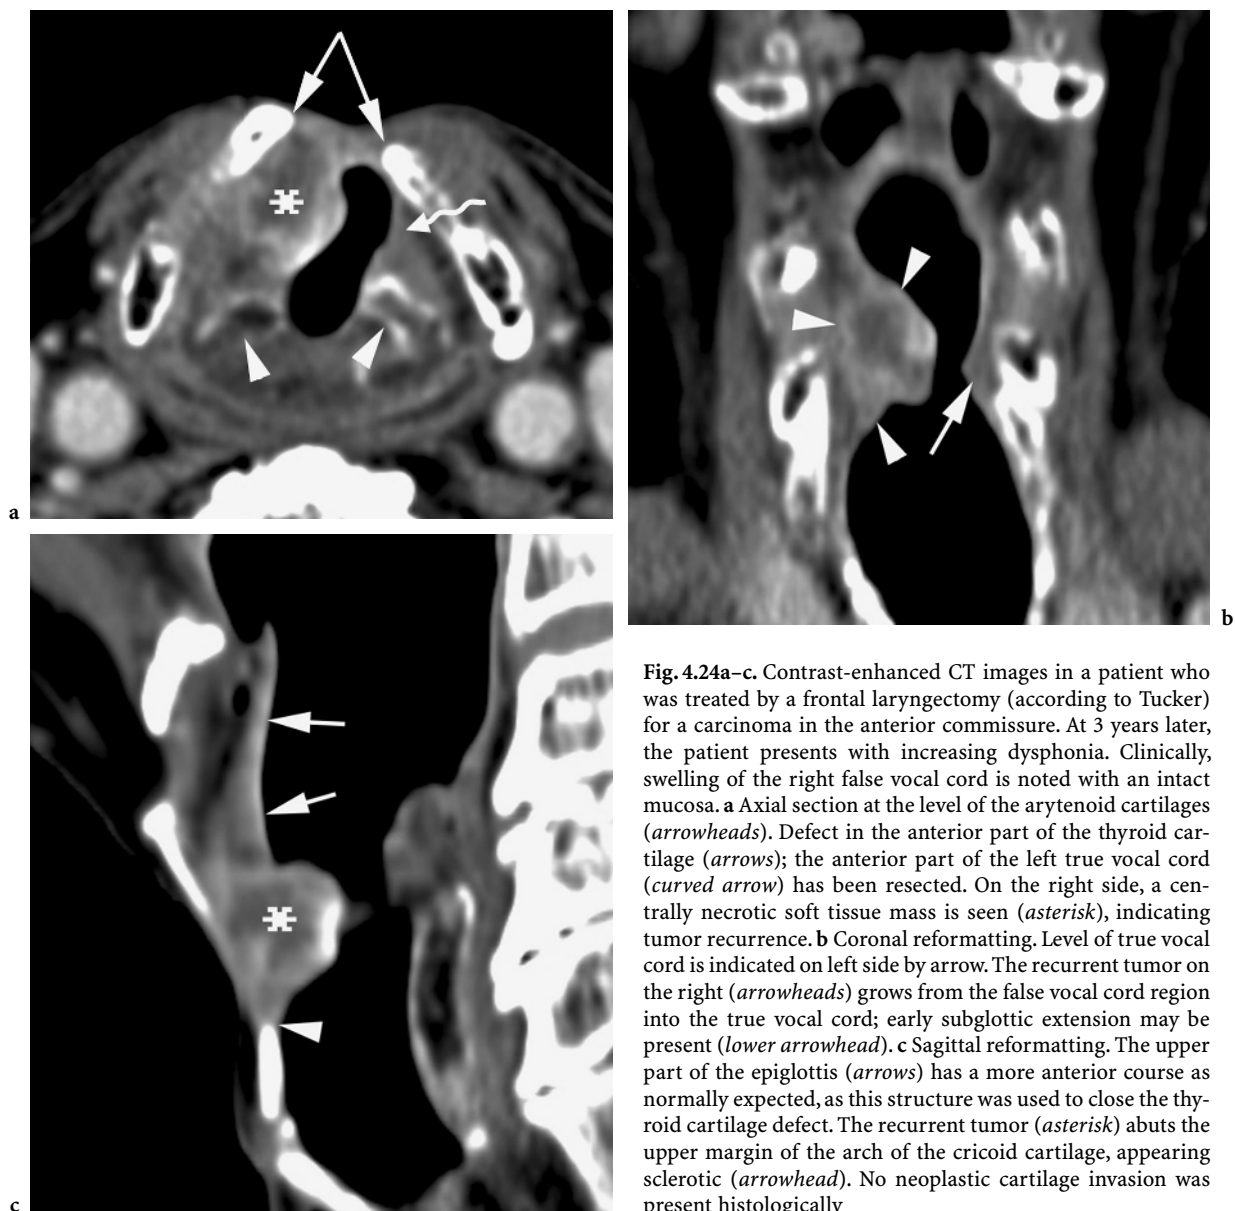 a
b
c
Fig. 4.24a–c. Contrast-enhanced CT images in a patient who
was treated by a frontal laryngectomy (according to Tucker)
for a carcinoma in the anterior commissure. At 3 years later,
the patient presents with increasing dysphonia. Clinically,
swelling of the right false vocal cord is noted with an intact
mucosa. a Axial section at the level of the arytenoid cartilages
(arrowheads). Defect in the anterior part of the thyroid car-
tilage (arrows); the anterior part of the left true vocal cord
(curved arrow) has been resected. On the right side, a cen-
trally necrotic soft tissue mass is seen (asterisk), indicating
tumor recurrence. b Coronal reformatting. Level of true vocal
cord is indicated on left side by arrow. The recurrent tumor on
the right (arrowheads) grows from the false vocal cord region
into the true vocal cord; early subglottic extension may be
present (lower arrowhead). c Sagittal reformatting. The upper
part of the epiglottis (arrows) has a more anterior course as
normally expected, as this structure was used to close the thy-
roid cartilage defect. The recurrent tumor (asterisk) abuts the
upper margin of the arch of the cricoid cartilage, appearing
sclerotic (arrowhead). No neoplastic cartilage invasion was
present histologically